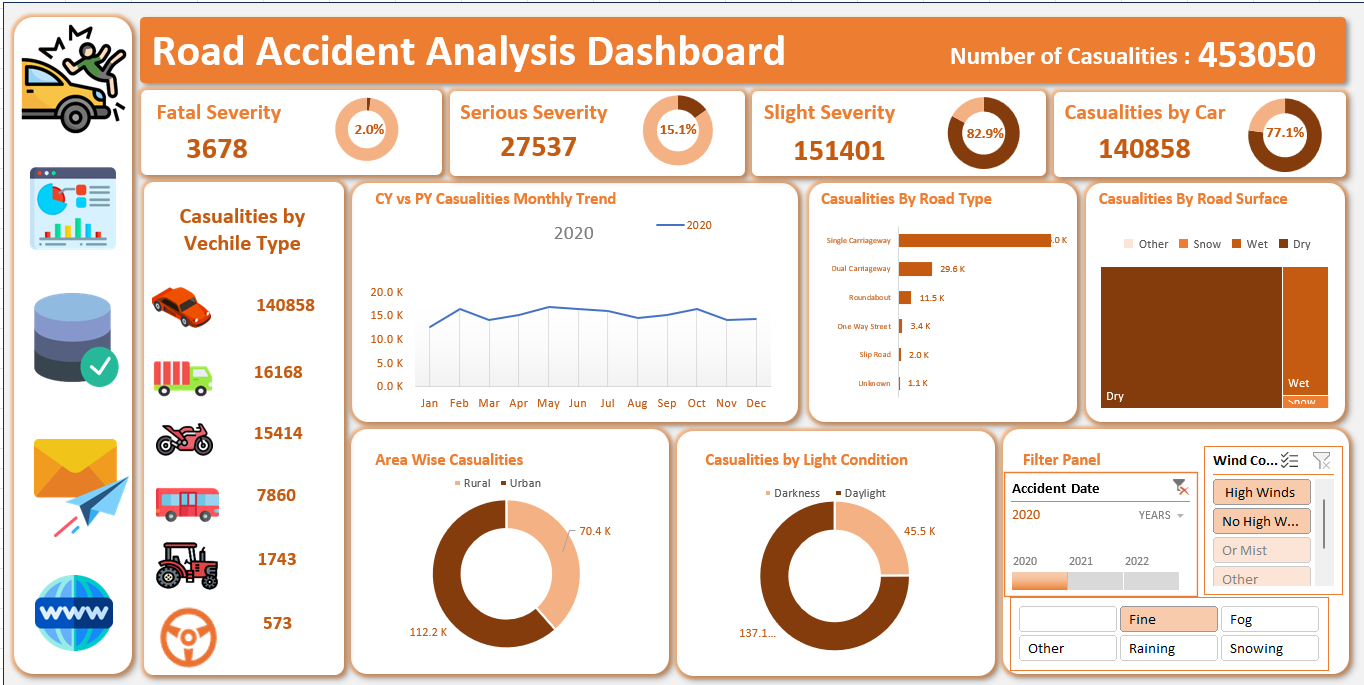 Road Accident Analysis Dashboard
Number of Casualities : 453050
Fatal Severity
3678
2.0%
Serious Severity
27537
15.1%
Slight Severity
151401
82.9%
Casualities by Car
140858
77.1%
Casualities by
Vechile Type
140858
16168
15414
7860
1743
573
WWW
CY vs PY Casualities Monthly Trend
2020
2020
20.0 K
15.0 K
10.0 K
5.0 K
0.0 K
Jan Feb Mar Apr May Jun Jul Aug Sep Oct Nov Dec
Casualities By Road Type
Single Carriageway .0 K
Dual Carriageway 29.6 K
Roundabout 11.5 K
One Way Street 3.4 K
Slip Road 2.0 K
Unknown 1.1 K
Casualities By Road Surface
Other Snow Wet Dry
Dry
Wet
Snow
Area Wise Casualities
Rural Urban
70.4 K
112.2 K
Casualities by Light Condition
Darkness Daylight
45.5 K
137.1...
Filter Panel
Accident Date
2020 YEARS
2020 2021 2022
Wind Co...
High Winds
No High W...
Or Mist
Other
Fine Fog
Other Raining Snowing